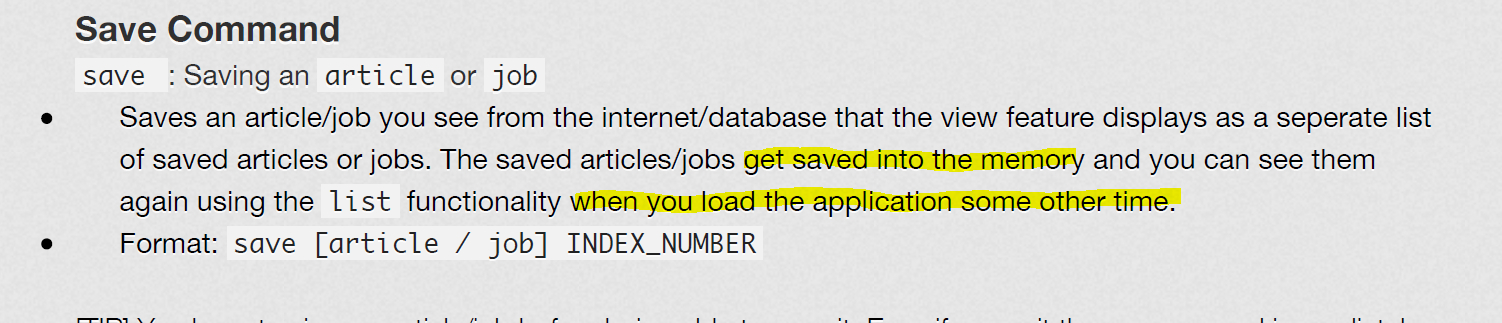 Save Command
save : Saving an article or job
● Saves an article/job you see from the internet/database that the view feature displays as a seperate list
of saved articles or jobs. The saved articles/jobs get saved into the memory and you can see them
again using the list functionality when you load the application some other time.
● Format: save [article / job] INDEX_NUMBER